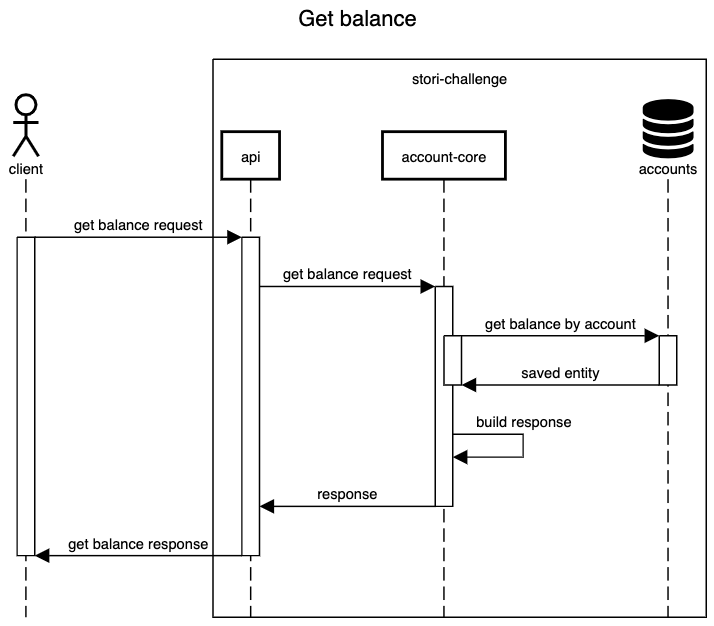 Get balance
stori-challenge
client
api
account-core
accounts
get balance request
get balance request
get balance by account
saved entity
build response
response
get balance response